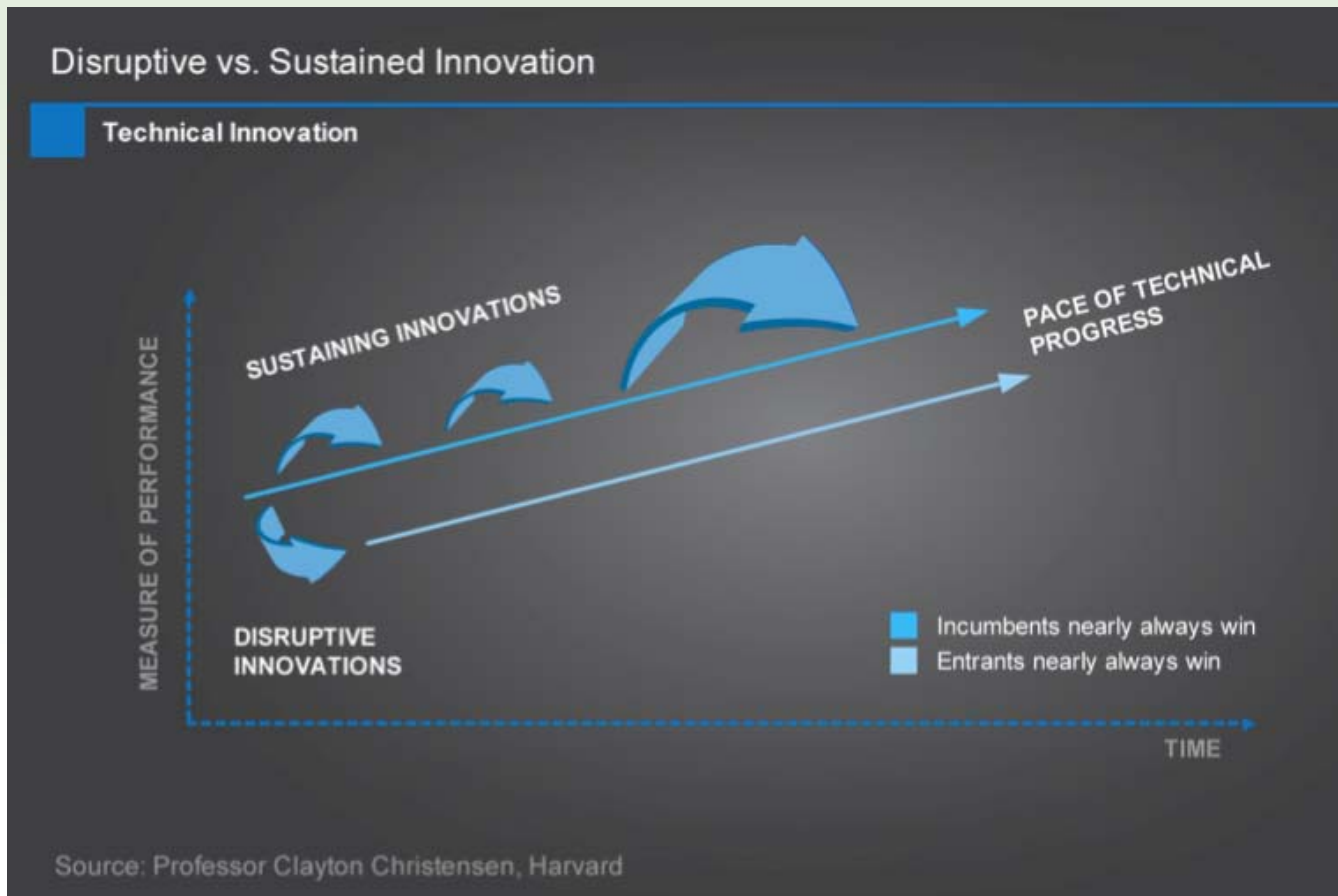 Disruptive vs. Sustained Innovation
Technical Innovation
SUSTAINING INNOVATIONS
PACE OF TECHNICAL
PROGRESS
MEASURE OF PERFORMANCE
DISRUPTIVE
INNOVATIONS
Incumbents nearly always win
Entrants nearly always win
TIME
Source: Professor Clayton Christensen, Harvard